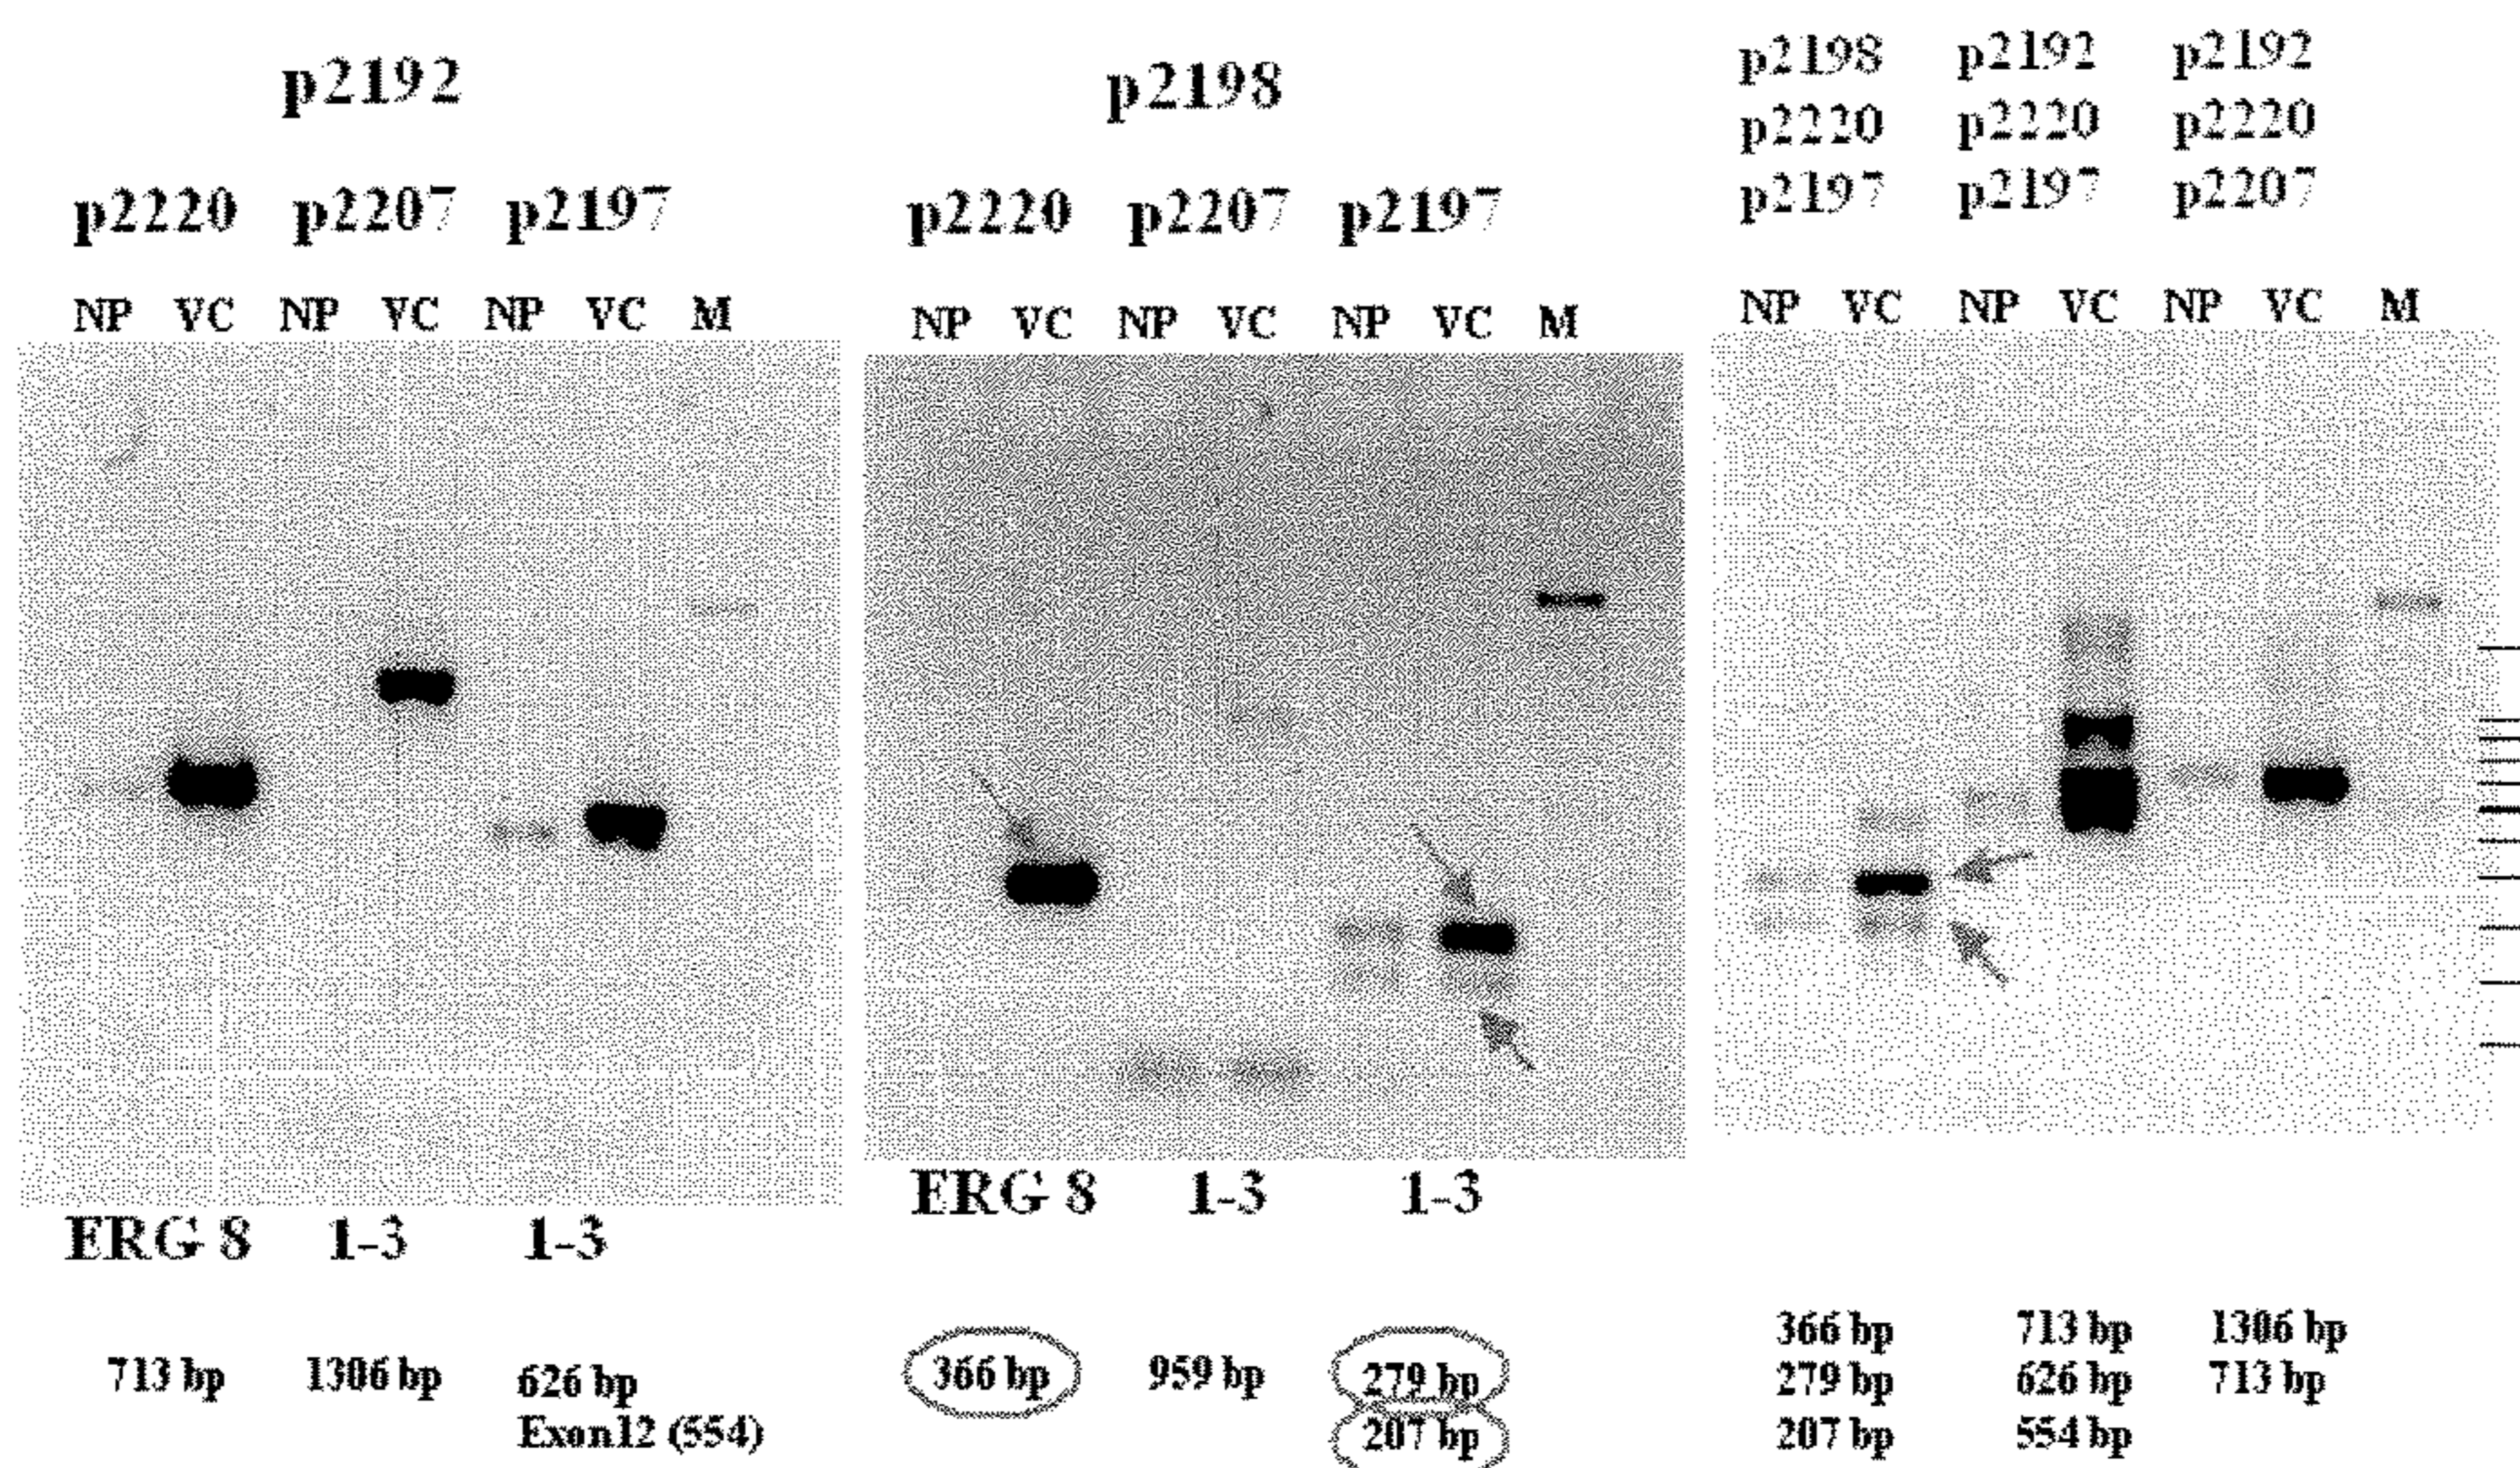 p2192
p2220 p2207 p2197
NP VC NP VC NP VC M
ERG 8 1-3 1-3
713 bp 1306 bp 626 bp
Exon12 (554)
p2198
p2220 p2207 p2197
NP VC NP VC NP VC M
ERG 8 1-3 1-3
366 bp 959 bp 279 bp
207 bp
p2198 p2192 p2192
p2220 p2220 p2220
p2197 p2197 p2207
NP VC NP VC NP VC M
366 bp 713 bp 1306 bp
279 bp 626 bp 713 bp
207 bp 554 bp